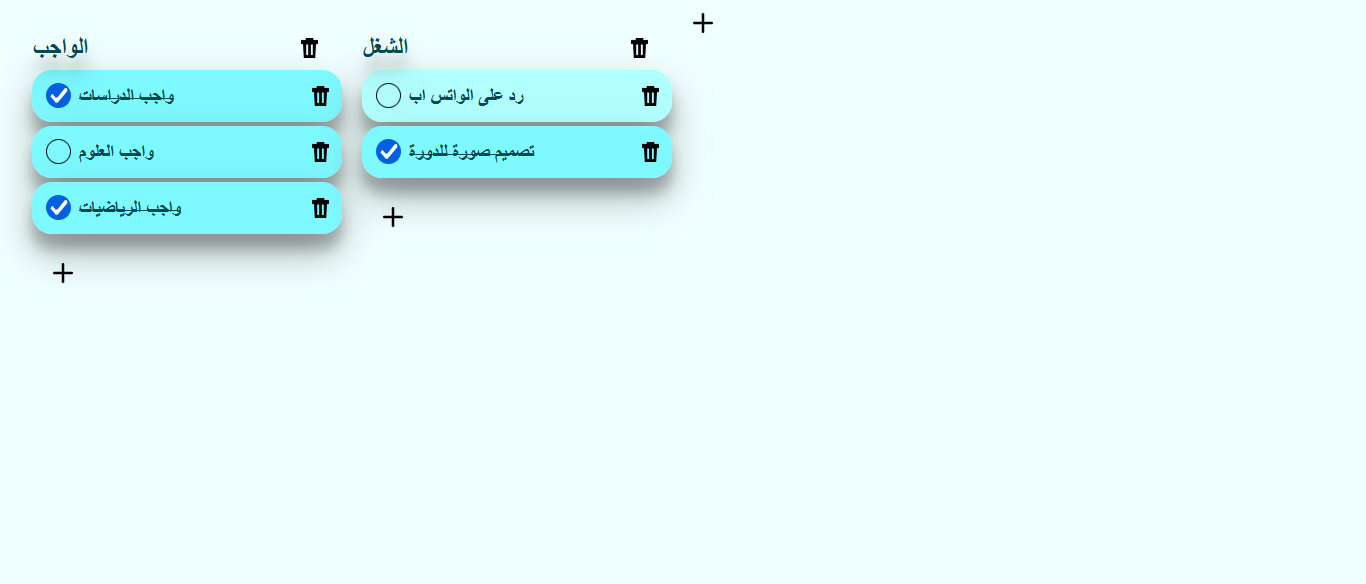 الواجب
واجب الدراسات
واجب العلوم
واجب الرياضيات
الشغل
رد على الواتس اب
تصميم صورة للدورة